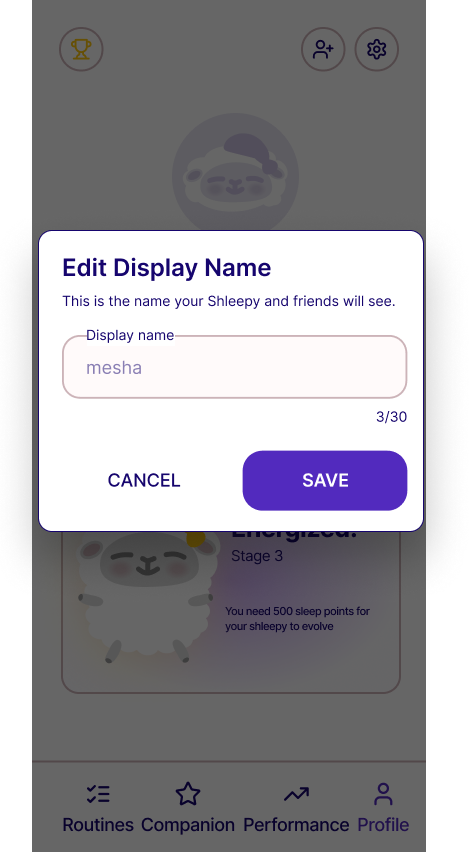 Edit Display Name
This is the name your Shleepy and friends will see.
Display name
mesha
3/30
CANCEL
SAVE
Energized!
Stage 3
You need 500 sleep points for
your shleepy to evolve
Routines
Companion
Performance
Profile